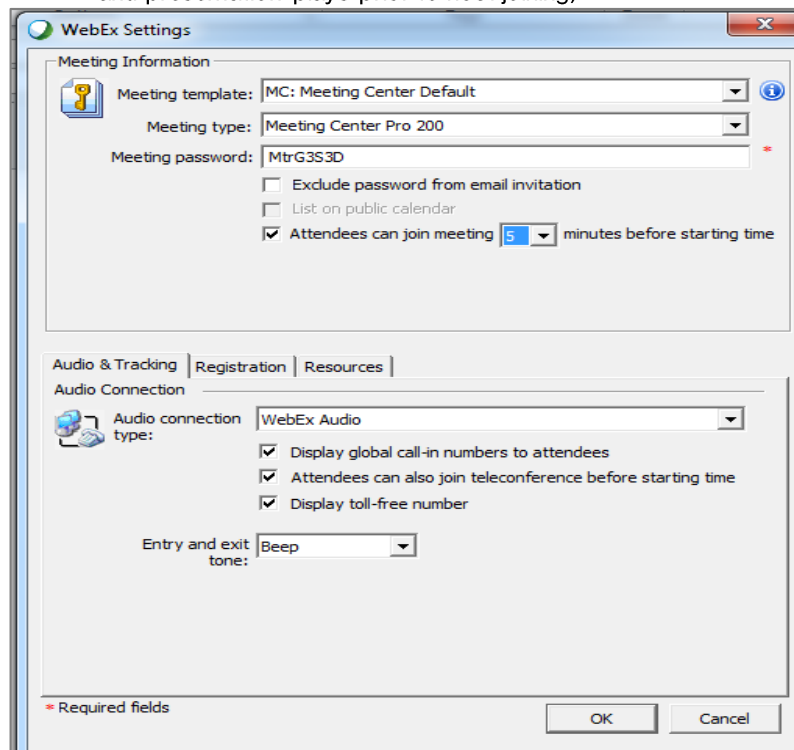 WebEx Settings
Meeting Information
Meeting template: MC: Meeting Center Default
Meeting type: Meeting Center Pro 200
Meeting password: MtrG3S3D *
Exclude password from email invitation
List on public calendar
Attendees can join meeting 5 minutes before starting time
Audio & Tracking Registration Resources
Audio Connection
Audio connection type: WebEx Audio
Display global call-in numbers to attendees
Attendees can also join teleconference before starting time
Display toll-free number
Entry and exit tone: Beep
* Required fields
OK Cancel